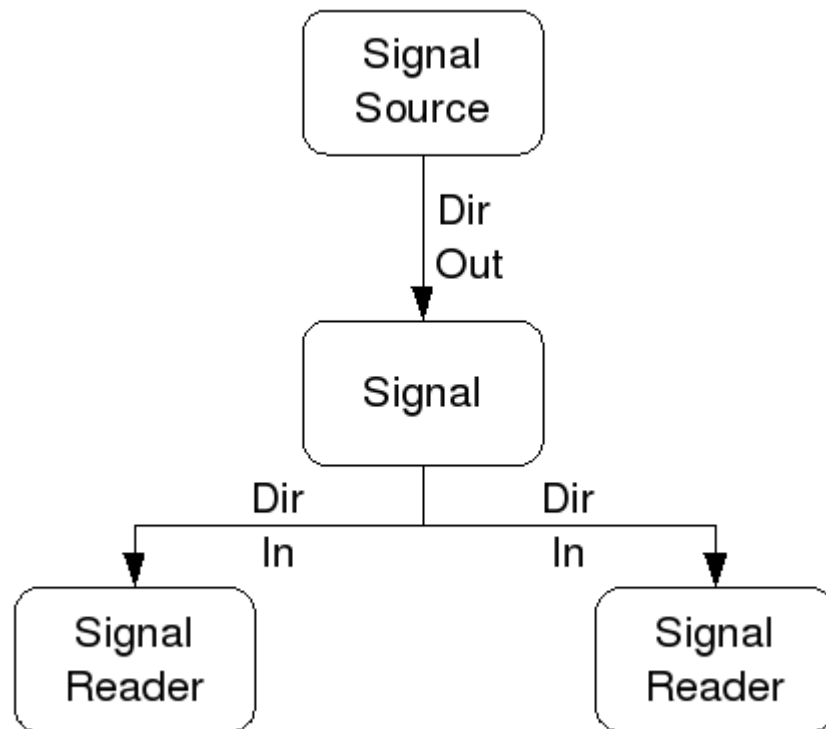 Signal
Source
Dir
Out
Signal
Dir
In
Dir
In
Signal
Reader
Signal
Reader